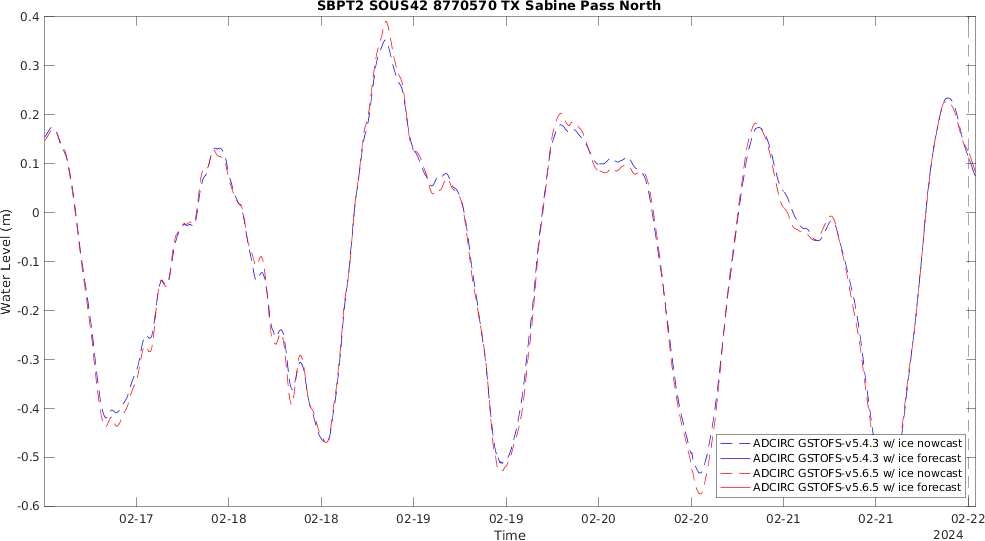 SBPT2 SOUS42 8770570 TX Sabine Pass North
0.4
0.3
0.2
0.1
0
-0.1
-0.2
-0.3
-0.4
-0.5
-0.6
Water Level (m)
ADCIRC GSTOFS-v5.4.3 w/ ice nowcast
ADCIRC GSTOFS-v5.4.3 w/ ice forecast
ADCIRC GSTOFS-v5.6.5 w/ ice nowcast
ADCIRC GSTOFS-v5.6.5 w/ ice forecast
02-17 02-18 02-18 02-19 02-19 02-20 02-20 02-21 02-21 02-22
Time
2024